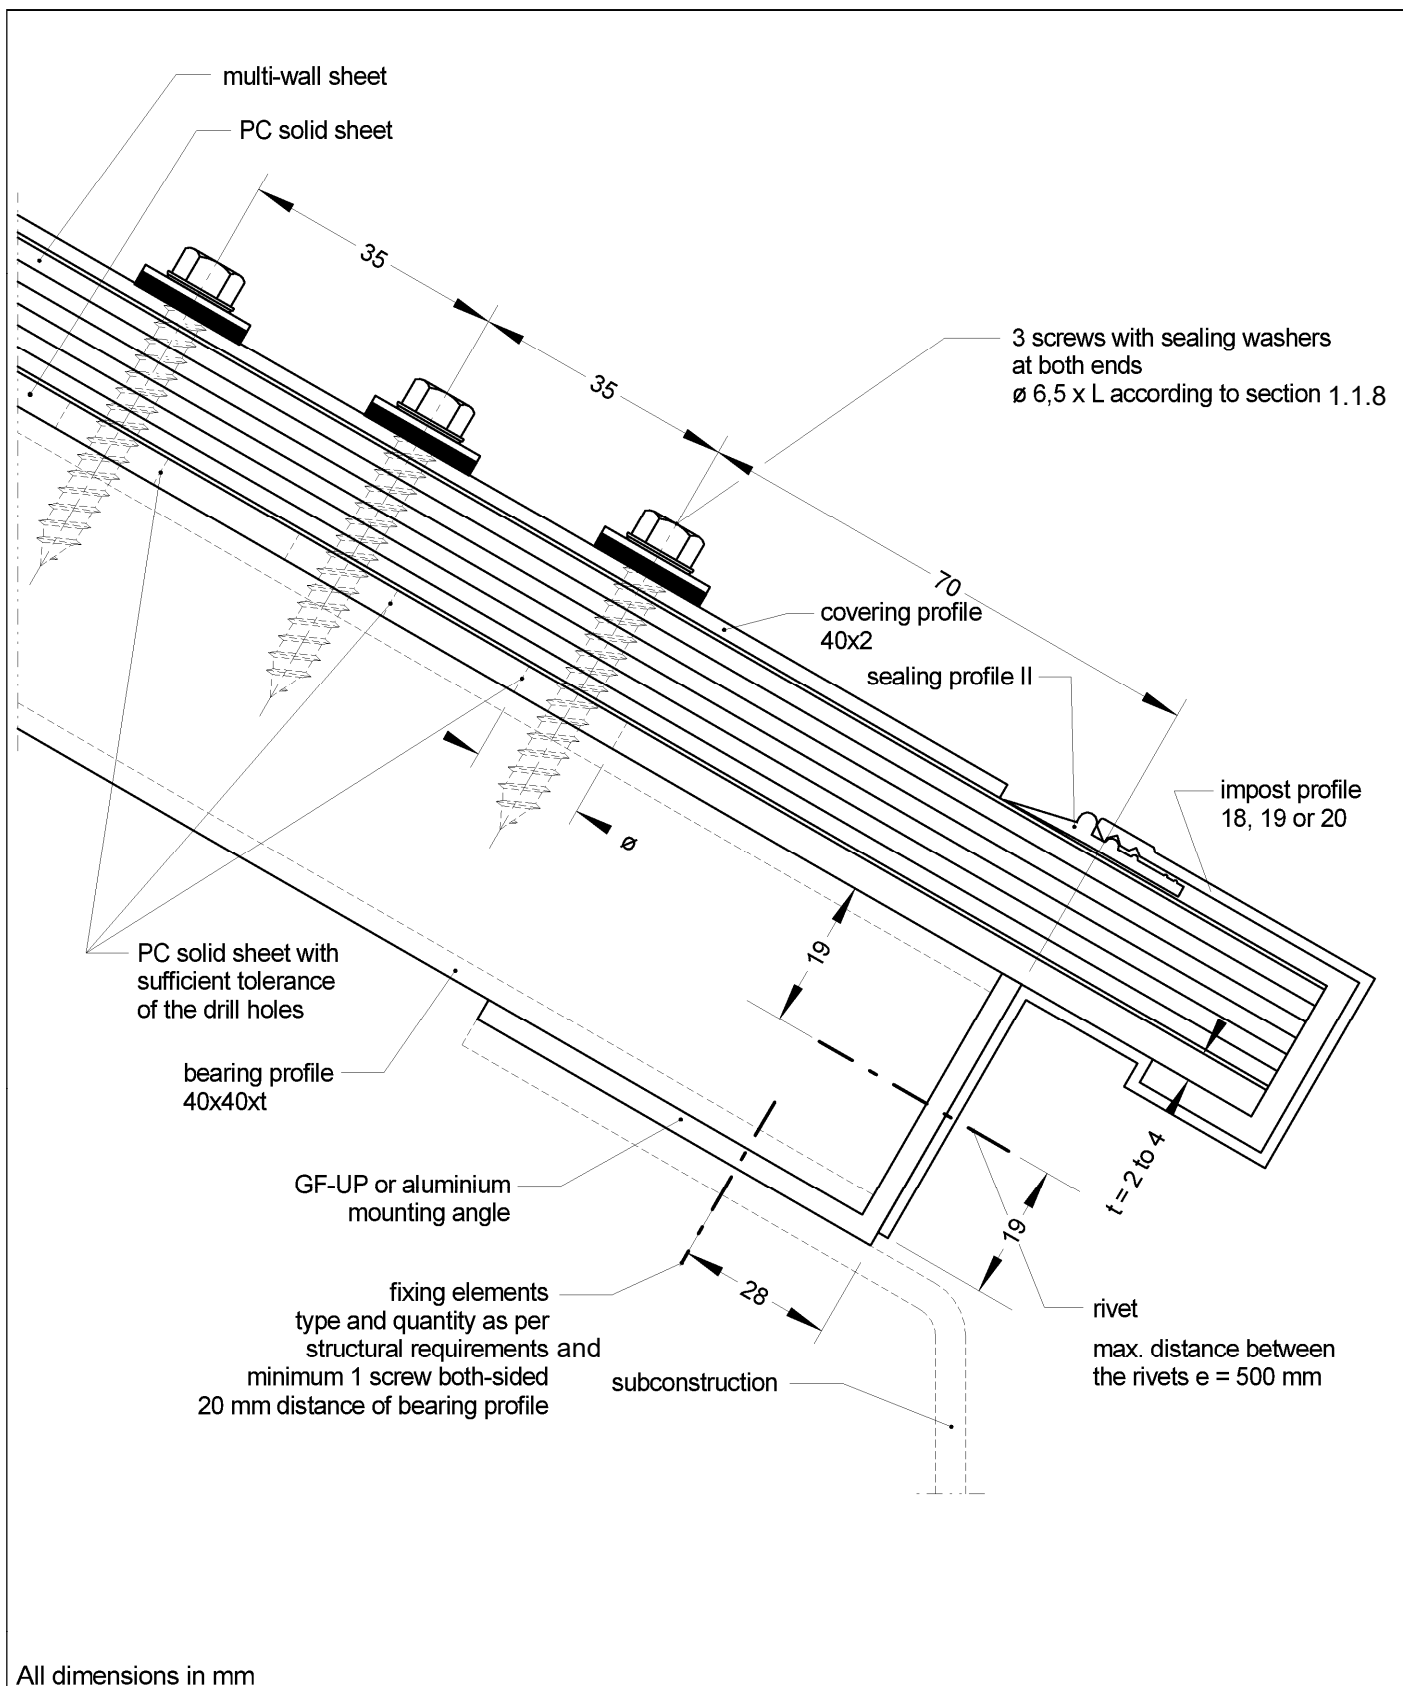 multi-wall sheet
PC solid sheet
35
35
3 screws with sealing washers
at both ends
ø 6,5 x L according to section 1.1.8
70
covering profile
40x2
sealing profile II
impost profile
18, 19 or 20
ø
19
PC solid sheet with
sufficient tolerance
of the drill holes
bearing profile
40x40xt
t = 2 to 4
GF-UP or aluminium
mounting angle
19
28
fixing elements
type and quantity as per
structural requirements and
minimum 1 screw both-sided
20 mm distance of bearing profile
rivet
max. distance between
the rivets e = 500 mm
subconstruction
All dimensions in mm